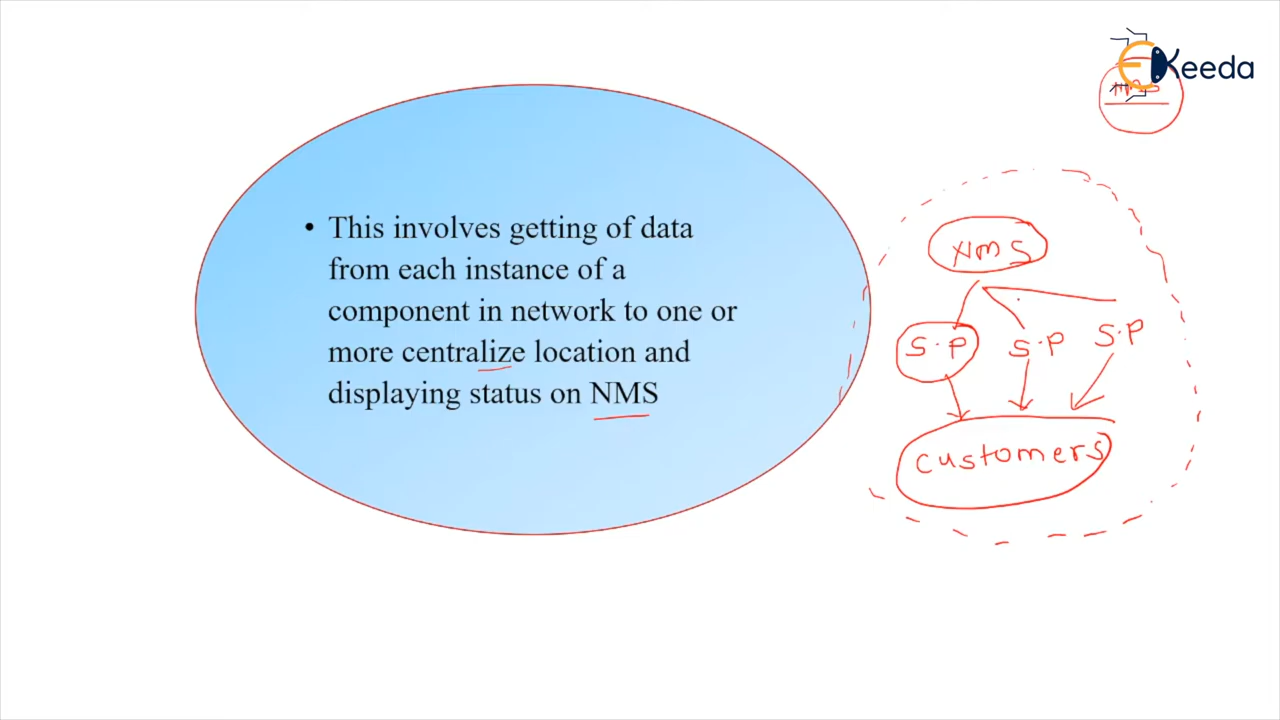 EKeeda
• This involves getting of data
from each instance of a
component in network to one or
more centralize location and
displaying status on NMS
NMS
S.P S.P S.P
customers